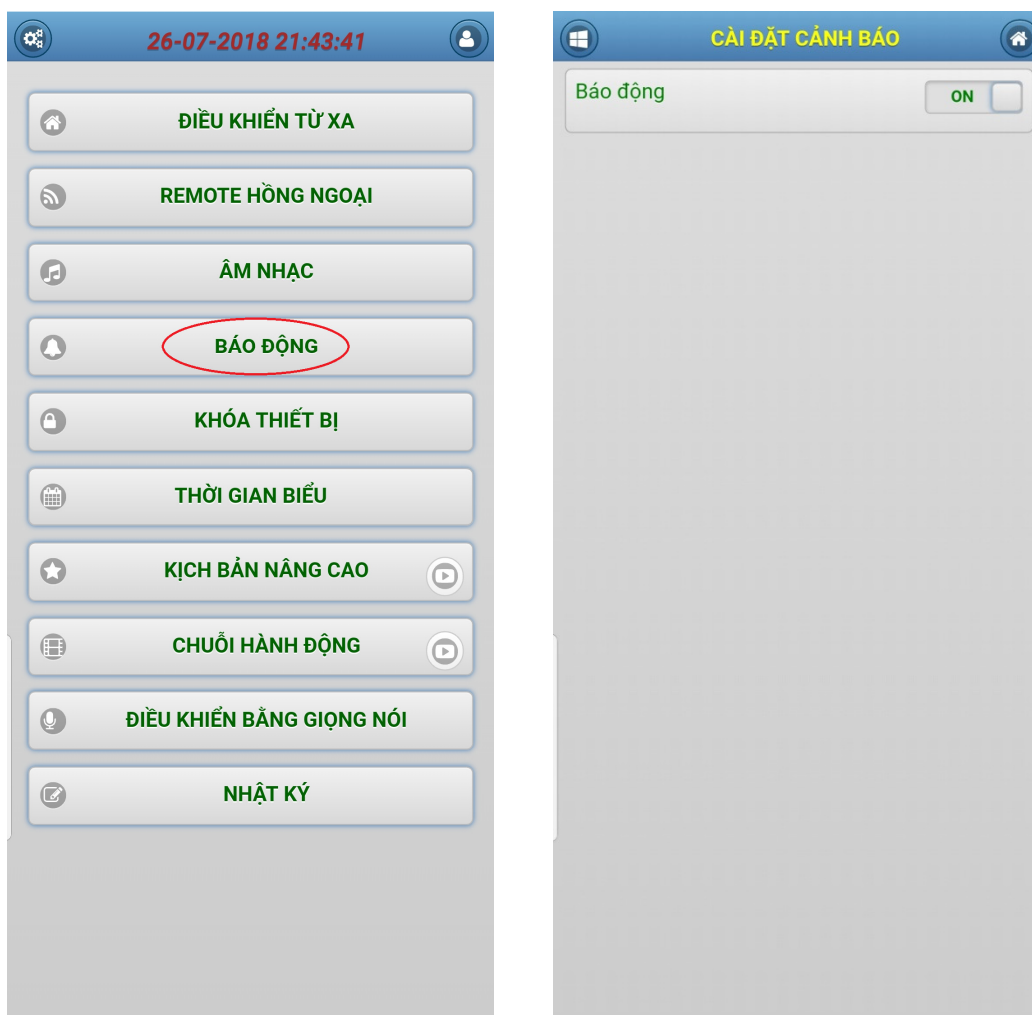 26-07-2018 21:43:41
ĐIỀU KHIỂN TỪ XA
REMOTE HỒNG NGOẠI
ÂM NHẠC
BÁO ĐỘNG
KHÓA THIẾT BỊ
THỜI GIAN BIỂU
KỊCH BẢN NÂNG CAO
CHUỖI HÀNH ĐỘNG
ĐIỀU KHIỂN BẰNG GIỌNG NÓI
NHẬT KÝ
CÀI ĐẶT CẢNH BÁO
Báo động
ON